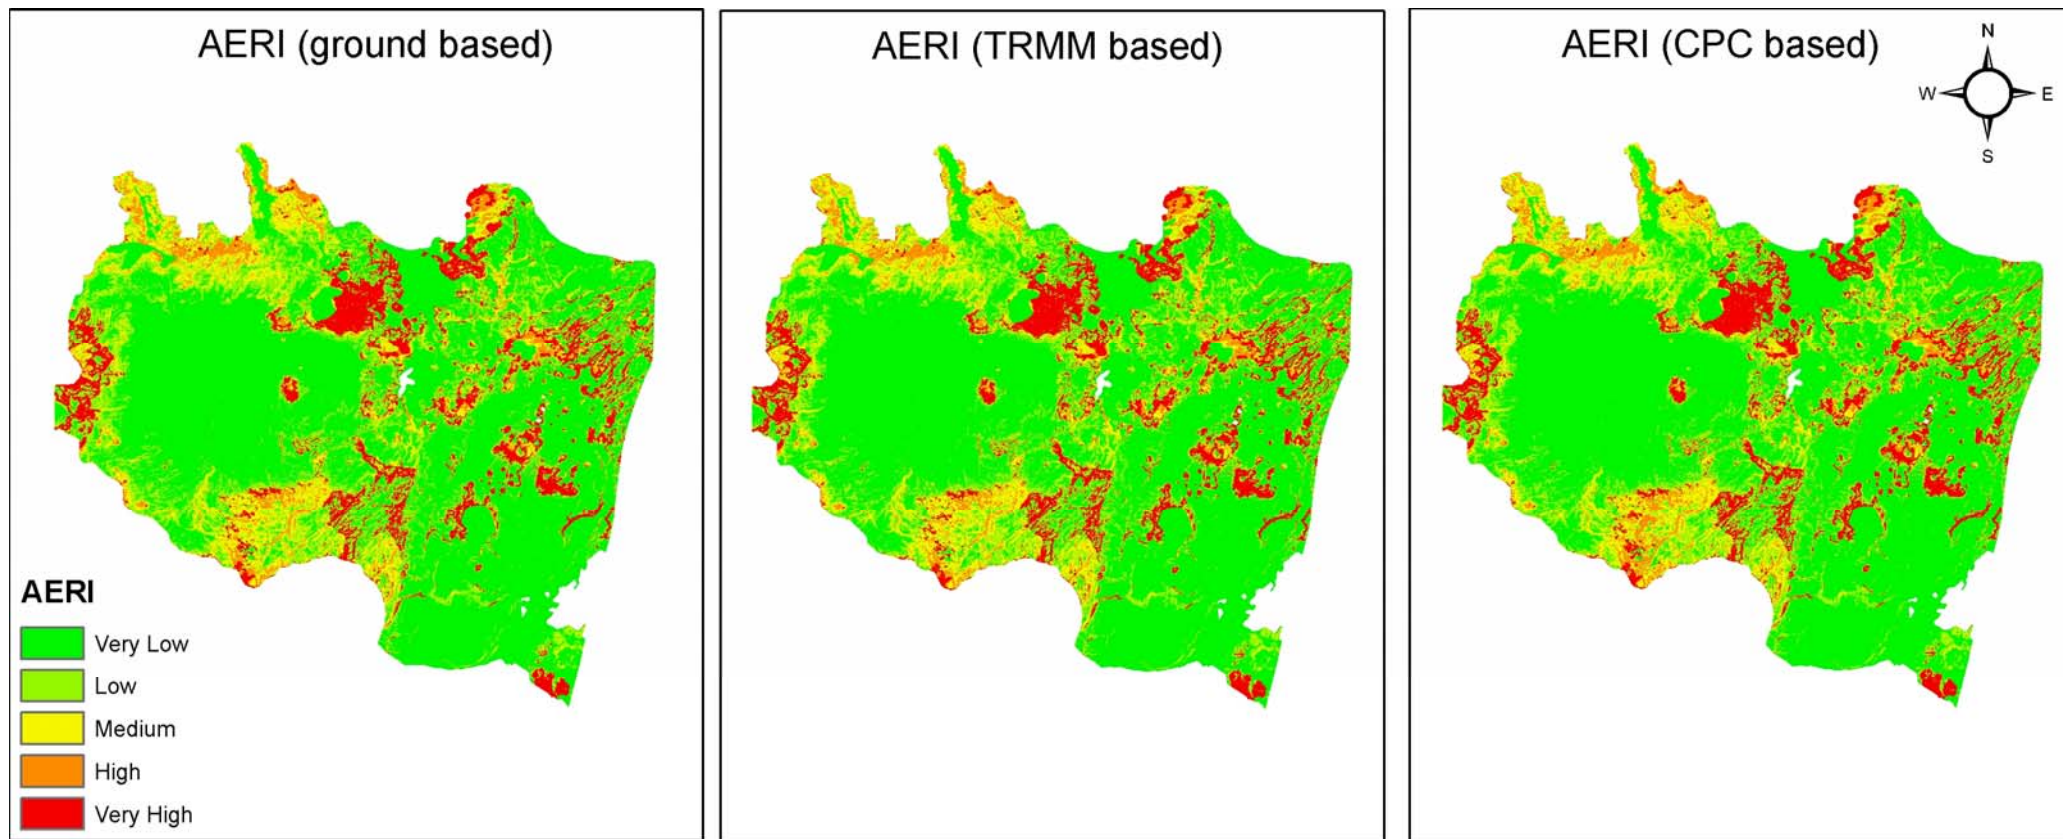 AERI (ground based)
AERI (TRMM based)
AERI (CPC based)
N
W
E
S
AERI
Very Low
Low
Medium
High
Very High